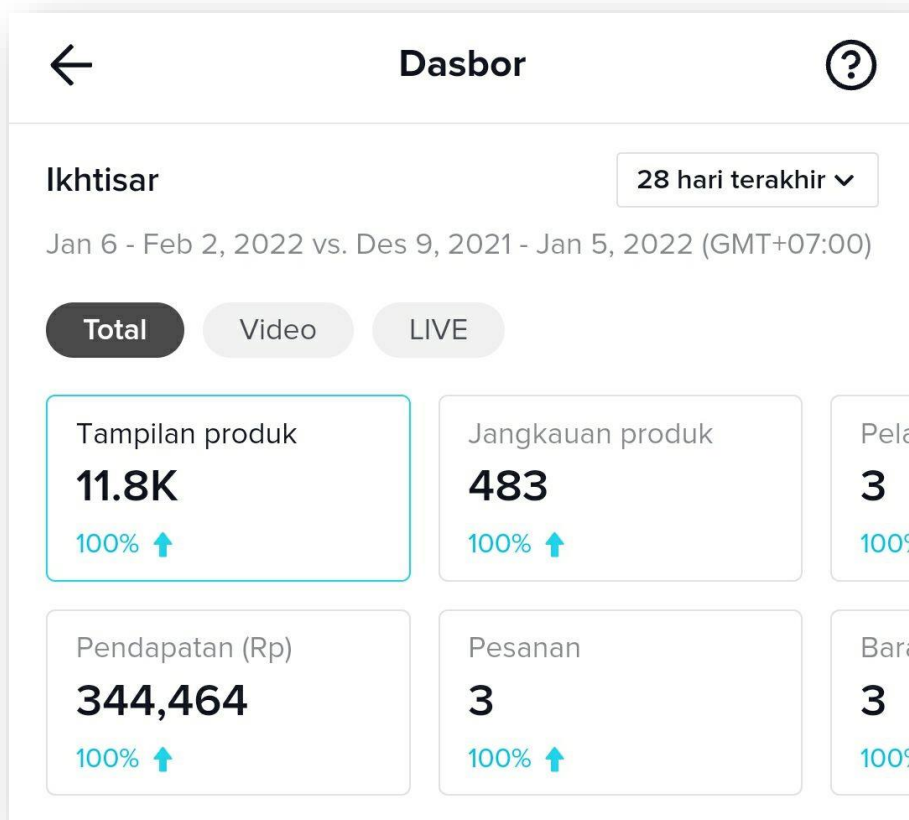 Dasbor
Ikhtisar
28 hari terakhir
Jan 6 - Feb 2, 2022 vs. Des 9, 2021 - Jan 5, 2022 (GMT+07:00)
Total Video LIVE
Tampilan produk Jangkauan produk
11.8K 483 3
100% 100%
Pendapatan (Rp) Pesanan
344,464 3 3
100% 100%